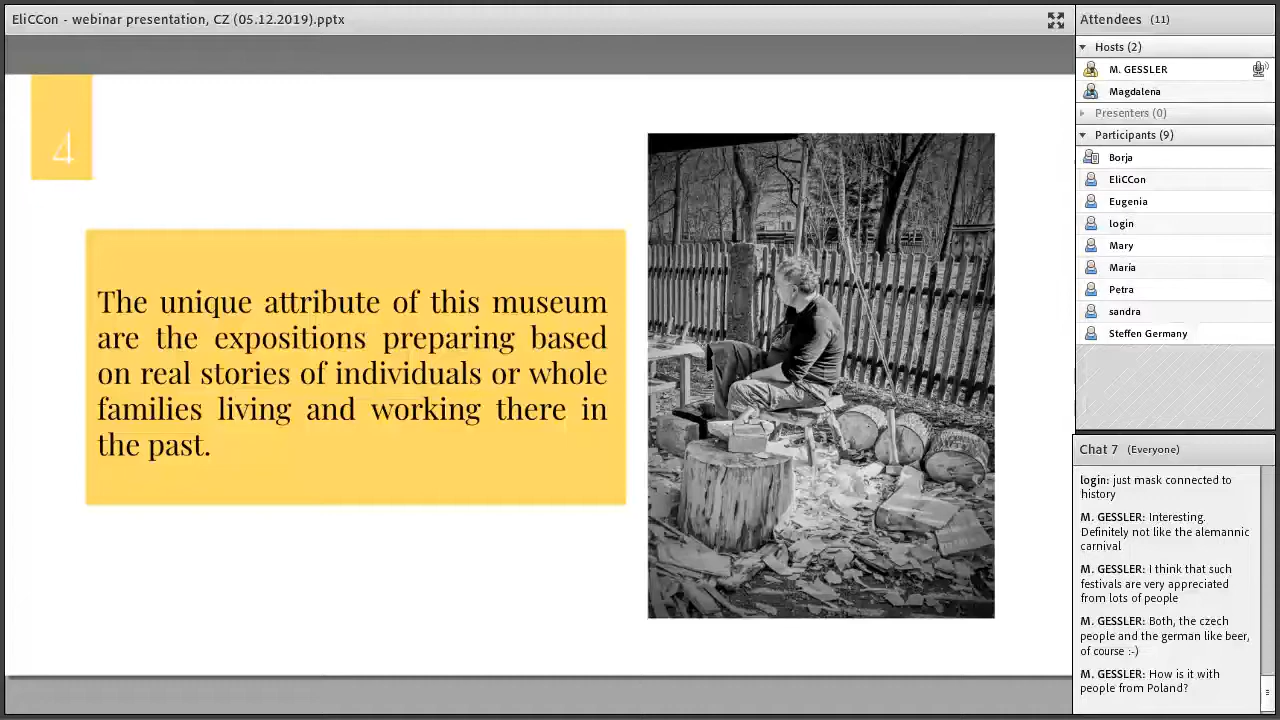 EliCCon - webinar presentation, CZ (05.12.2019).pptx
4
The unique attribute of this museum
are the expositions preparing based
on real stories of individuals or whole
families living and working there in
the past.
Attendees (11)
Hosts (2)
M. GESSLER
Magdalena
Presenters (0)
Participants (9)
Borja
EliCCon
Eugenia
login
Mary
María
Petra
sandra
Steffen Germany
Chat 7 (Everyone)
login: just mask connected to
history
M. GESSLER: Interesting.
Definitely not like the alemannic
carnival
M. GESSLER: I think that such
festivals are very appreciated
from lots of people
M. GESSLER: Both, the czech
people and the german like beer,
of course :-)
M. GESSLER: How is it with
people from Poland?